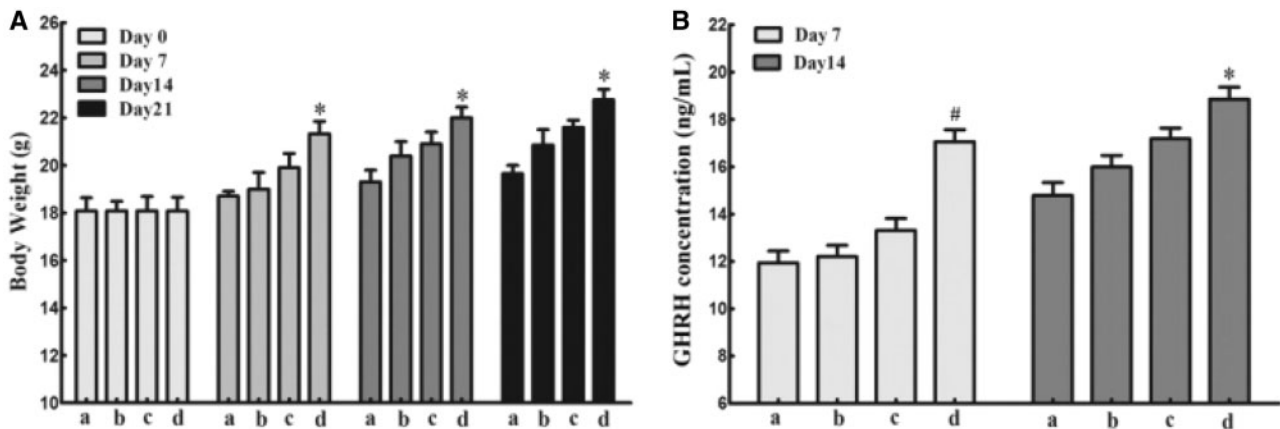 A
Day 0
Day 7
Day14
Day21
Body Weight (g)
26
24
22
20
18
16
14
12
10
* * *
a b c d a b c d a b c d a b c d
B
Day 7
Day14
GHRH concentration (ng/mL)
22
20
18
16
14
12
10
8
6
# *
a b c d a b c d